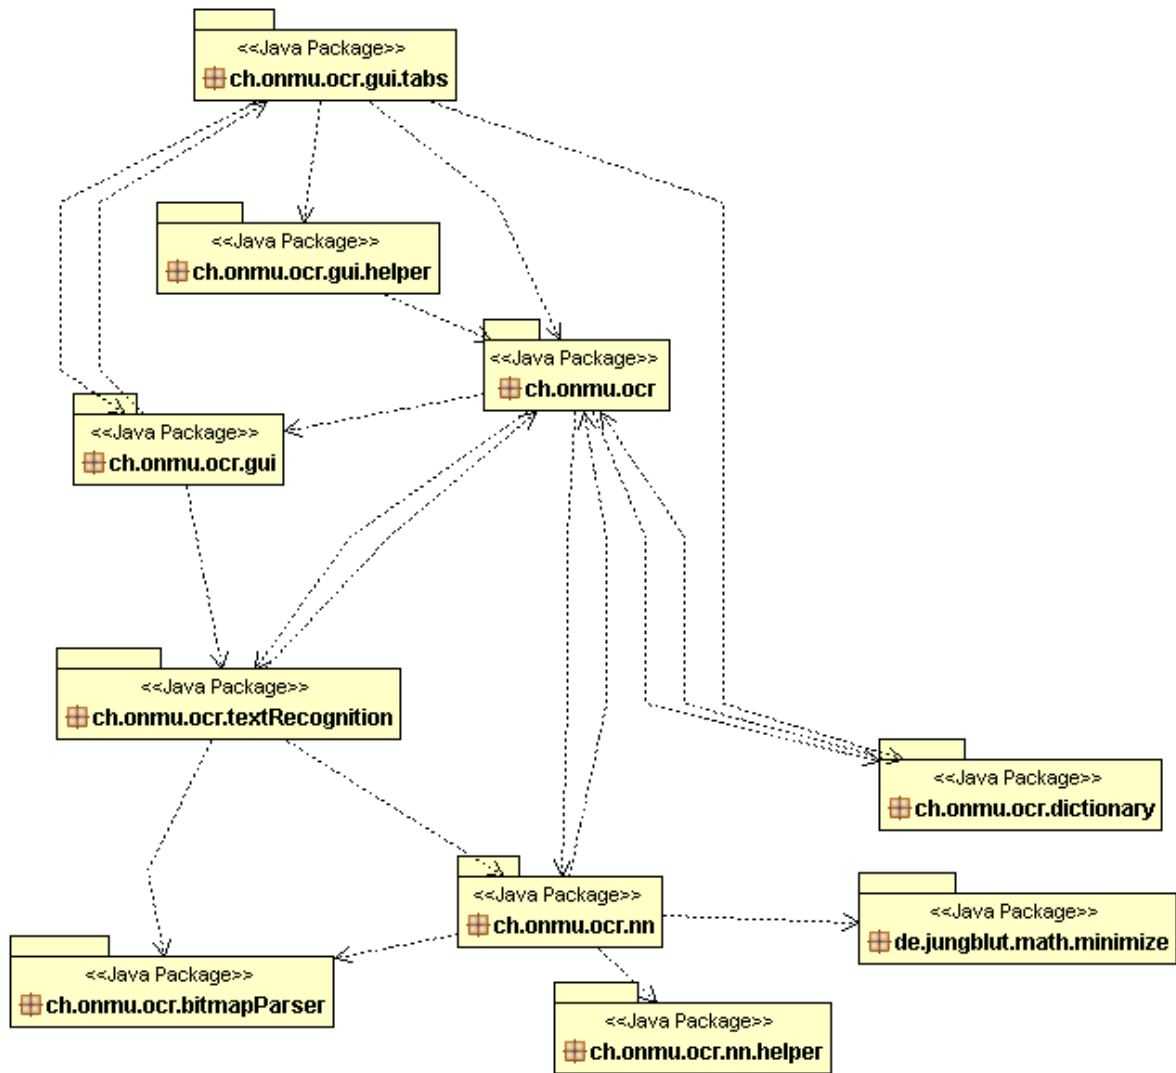 <<Java Package>>
ch.onmu.ocr.gui.tabs
<<Java Package>>
ch.onmu.ocr.gui.helper
<<Java Package>>
ch.onmu.ocr
<<Java Package>>
ch.onmu.ocr.gui
<<Java Package>>
ch.onmu.ocr.textRecognition
<<Java Package>>
ch.onmu.ocr.dictionary
<<Java Package>>
ch.onmu.ocr.nn
<<Java Package>>
de.jungblut.math.minimize
<<Java Package>>
ch.onmu.ocr.bitmapParser
<<Java Package>>
ch.onmu.ocr.nn.helper